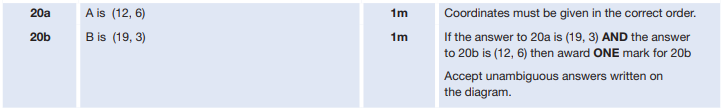 20a A is (12, 6) 1m Coordinates must be given in the correct order.
20b B is (19, 3) 1m If the answer to 20a is (19, 3) AND the answer
to 20b is (12, 6) then award ONE mark for 20b
Accept unambiguous answers written on
the diagram.